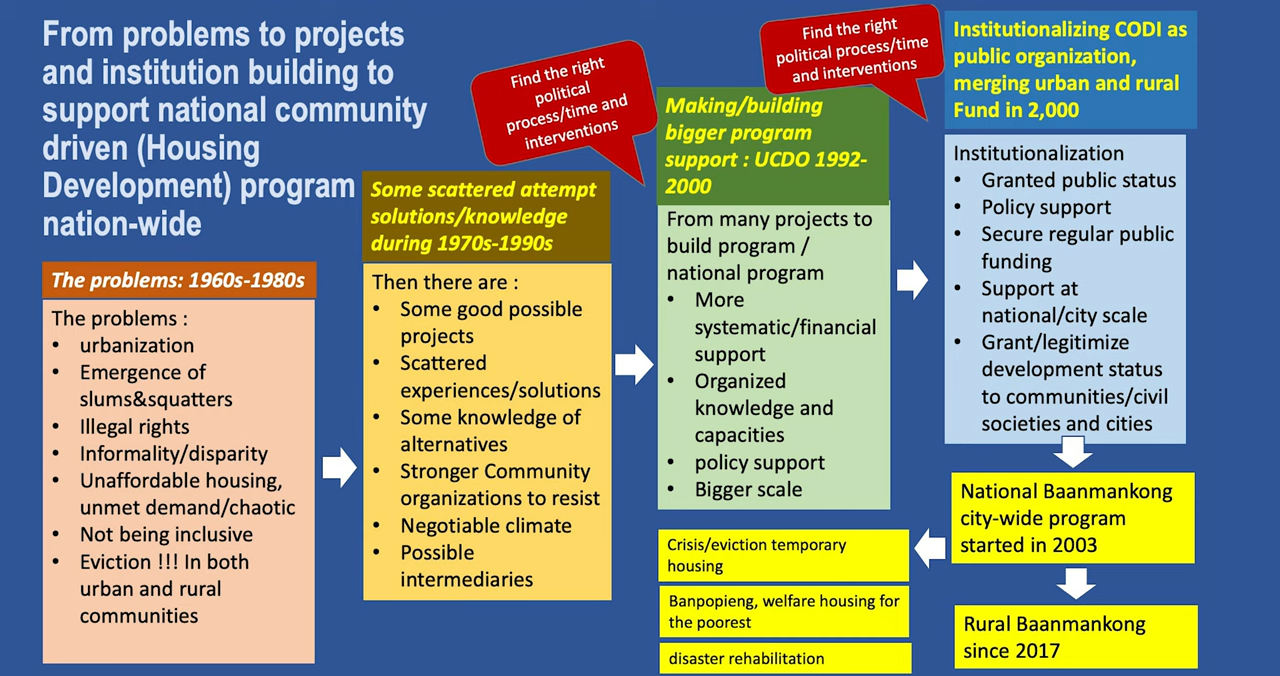 From problems to projects
and institution building to
support national community
driven (Housing
Development) program
nation-wide
The problems: 1960s-1980s
The problems :
• urbanization
• Emergence of
slums&squatters
• Illegal rights
• Informality/disparity
• Unaffordable housing,
unmet demand/chaotic
• Not being inclusive
• Eviction !!! In both
urban and rural
communities
Some scattered attempt
solutions/knowledge
during 1970s-1990s
Then there are :
• Some good possible
projects
• Scattered
experiences/solutions
• Some knowledge of
alternatives
• Stronger Community
organizations to resist
• Negotiable climate
• Possible
intermediaries
Find the right
political
process/time and
interventions
Making/building
bigger program
support : UCDO 1992-
2000
From many projects to
build program /
national program
• More
systematic/financial
support
• Organized
knowledge and
capacities
• policy support
• Bigger scale
Find the right
political process/time
and interventions
Institutionalizing CODI as
public organization,
merging urban and rural
Fund in 2,000
Institutionalization
• Granted public status
• Policy support
• Secure regular public
funding
• Support at
national/city scale
• Grant/legitimize
development status
to communities/civil
societies and cities
National Baanmankong
city-wide program
started in 2003
Crisis/eviction temporary
housing
Banpopieng, welfare housing for
the poorest
disaster rehabilitation
Rural Baanmankong
since 2017